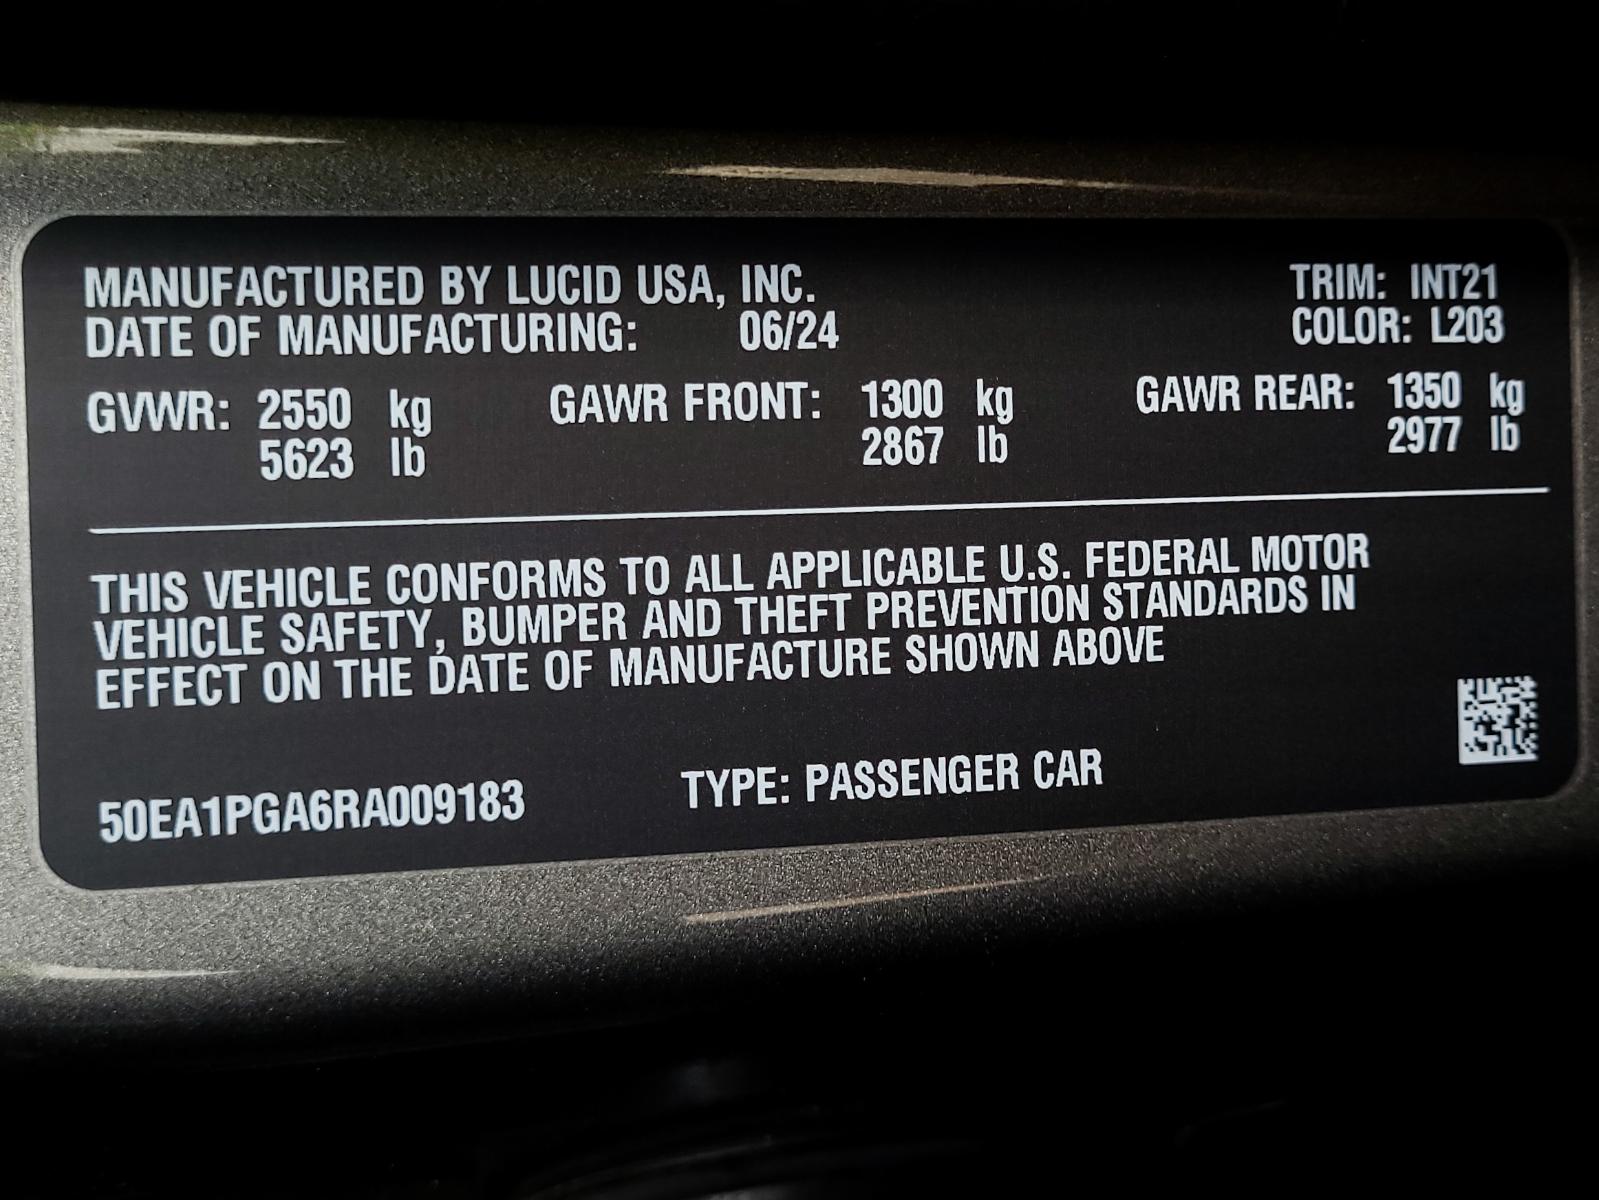 MANUFACTURED BY LUCID USA, INC. TRIM: INT21
DATE OF MANUFACTURING: 06/24 COLOR: L203
GVWR: 2550 kg GAWR FRONT: 1300 kg GAWR REAR: 1350 kg
5623 lb 2867 lb 2977 lb
THIS VEHICLE CONFORMS TO ALL APPLICABLE U.S. FEDERAL MOTOR
VEHICLE SAFETY, BUMPER AND THEFT PREVENTION STANDARDS IN
EFFECT ON THE DATE OF MANUFACTURE SHOWN ABOVE
50EA1PGA6RA009183 TYPE: PASSENGER CAR